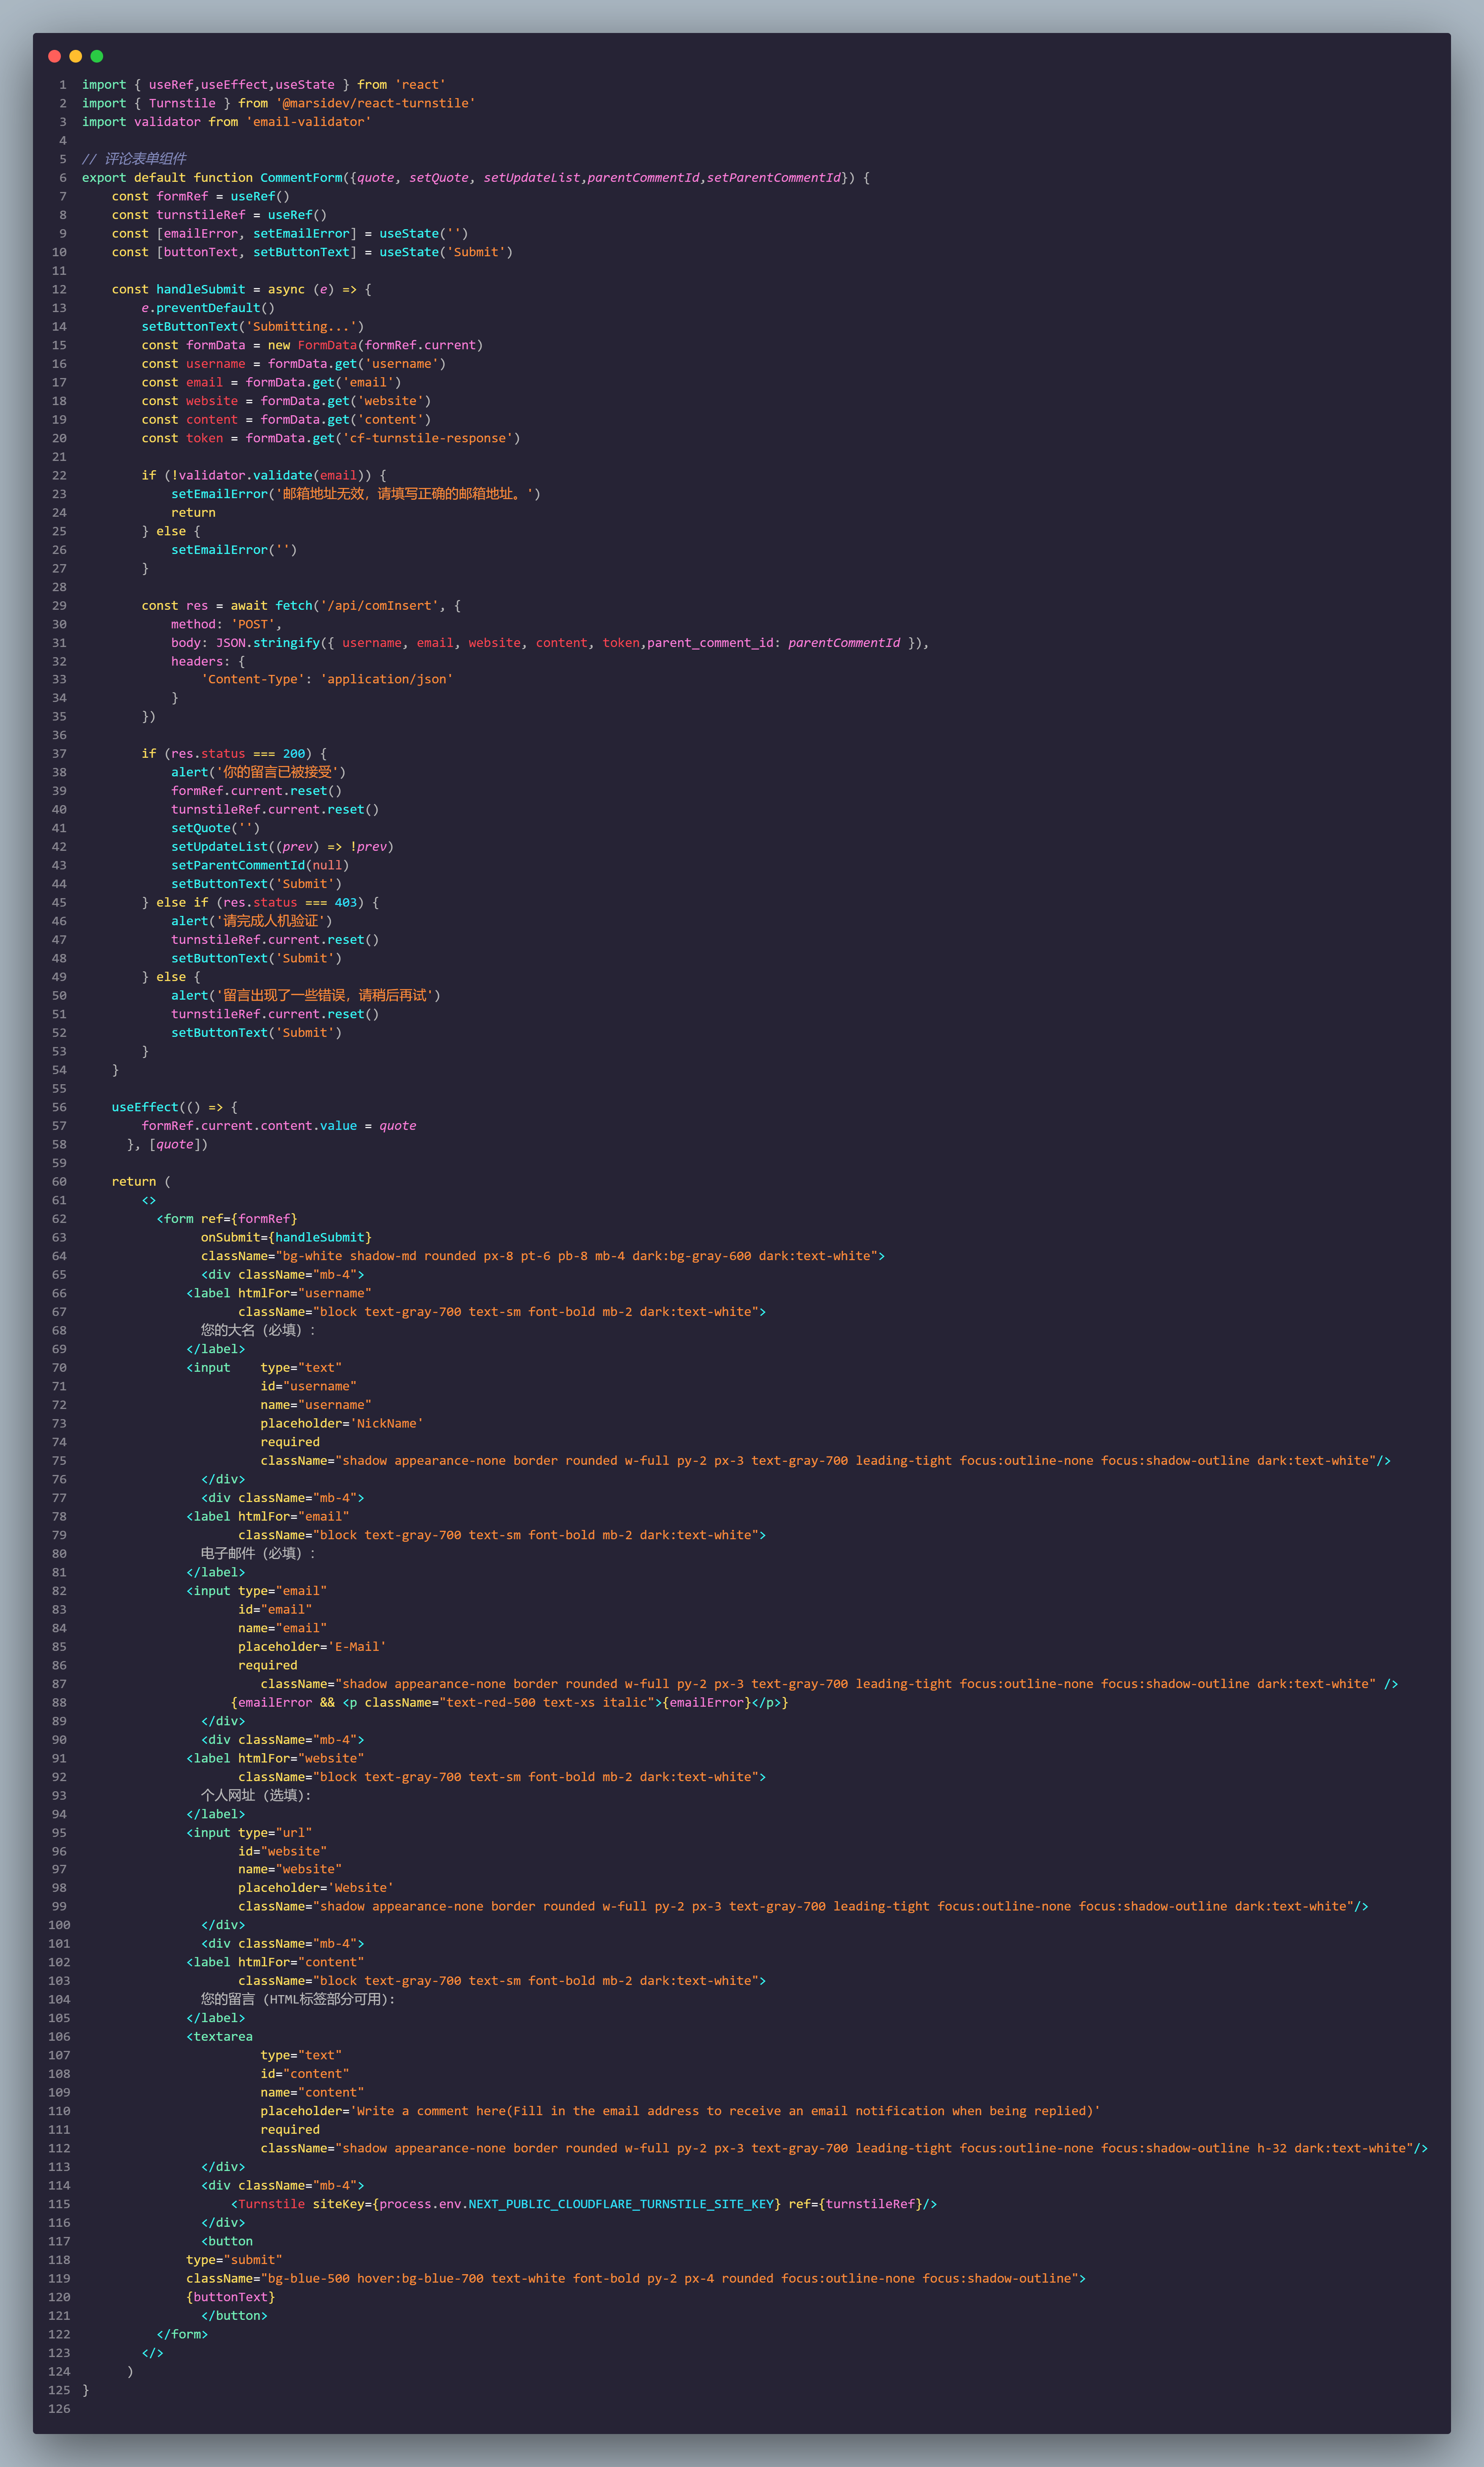 1 import { useRef,useEffect,useState } from 'react'
2 import { Turnstile } from '@marsidev/react-turnstile'
3 import validator from 'email-validator'
4
5 // 评论表单组件
6 export default function CommentForm({quote, setQuote, setUpdateList,parentCommentId,setParentCommentId}) {
7     const formRef = useRef()
8     const turnstileRef = useRef()
9     const [emailError, setEmailError] = useState('')
10     const [buttonText, setButtonText] = useState('Submit')
11
12     const handleSubmit = async (e) => {
13         e.preventDefault()
14         setButtonText('Submitting...')
15         const formData = new FormData(formRef.current)
16         const username = formData.get('username')
17         const email = formData.get('email')
18         const website = formData.get('website')
19         const content = formData.get('content')
20         const token = formData.get('cf-turnstile-response')
21
22         if (!validator.validate(email)) {
23             setEmailError('邮箱地址无效，请填写正确的邮箱地址。')
24             return
25         } else {
26             setEmailError('')
27         }
28
29         const res = await fetch('/api/comInsert', {
30             method: 'POST',
31             body: JSON.stringify({ username, email, website, content, token,parent_comment_id: parentCommentId }),
32             headers: {
33                 'Content-Type': 'application/json'
34             }
35         })
36
37         if (res.status === 200) {
38             alert('你的留言已被接受')
39             formRef.current.reset()
40             turnstileRef.current.reset()
41             setQuote('')
42             setUpdateList((prev) => !prev)
43             setParentCommentId(null)
44             setButtonText('Submit')
45         } else if (res.status === 403) {
46             alert('请完成人机验证')
47             turnstileRef.current.reset()
48             setButtonText('Submit')
49         } else {
50             alert('留言出现了一些错误，请稍后再试')
51             turnstileRef.current.reset()
52             setButtonText('Submit')
53         }
54     }
55
56     useEffect(() => {
57         formRef.current.content.value = quote
58       }, [quote])
59
60     return (
61         <>
62           <form ref={formRef}
63                 onSubmit={handleSubmit}
64                 className="bg-white shadow-md rounded px-8 pt-6 pb-8 mb-4 dark:bg-gray-600 dark:text-white">
65                 <div className="mb-4">
66               <label htmlFor="username"
67                      className="block text-gray-700 text-sm font-bold mb-2 dark:text-white">
68                 您的大名（必填）:
69               </label>
70               <input    type="text"
71                         id="username"
72                         name="username"
73                         placeholder='NickName'
74                         required
75                         className="shadow appearance-none border rounded w-full py-2 px-3 text-gray-700 leading-tight focus:outline-none focus:shadow-outline dark:text-white"/>
76                 </div>
77                 <div className="mb-4">
78               <label htmlFor="email"
79                      className="block text-gray-700 text-sm font-bold mb-2 dark:text-white">
80                 电子邮件（必填）:
81               </label>
82               <input type="email"
83                      id="email"
84                      name="email"
85                      placeholder='E-Mail'
86                      required
87                         className="shadow appearance-none border rounded w-full py-2 px-3 text-gray-700 leading-tight focus:outline-none focus:shadow-outline dark:text-white" />
88                     {emailError && <p className="text-red-500 text-xs italic">{emailError}</p>}
89                 </div>
90                 <div className="mb-4">
91               <label htmlFor="website"
92                      className="block text-gray-700 text-sm font-bold mb-2 dark:text-white">
93                 个人网址 (选填):
94               </label>
95               <input type="url"
96                      id="website"
97                      name="website"
98                      placeholder='Website'
99                      className="shadow appearance-none border rounded w-full py-2 px-3 text-gray-700 leading-tight focus:outline-none focus:shadow-outline dark:text-white"/>
100                 </div>
101                 <div className="mb-4">
102               <label htmlFor="content"
103                      className="block text-gray-700 text-sm font-bold mb-2 dark:text-white">
104                 您的留言 (HTML标签部分可用):
105               </label>
106               <textarea
107                         type="text"
108                         id="content"
109                         name="content"
110                         placeholder='Write a comment here(Fill in the email address to receive an email notification when being replied)'
111                         required
112                         className="shadow appearance-none border rounded w-full py-2 px-3 text-gray-700 leading-tight focus:outline-none focus:shadow-outline h-32 dark:text-white"/>
113                 </div>
114                 <div className="mb-4">
115                     <Turnstile siteKey={process.env.NEXT_PUBLIC_CLOUDFLARE_TURNSTILE_SITE_KEY} ref={turnstileRef}/>
116                 </div>
117                 <button
118               type="submit"
119               className="bg-blue-500 hover:bg-blue-700 text-white font-bold py-2 px-4 rounded focus:outline-none focus:shadow-outline">
120               {buttonText}
121                 </button>
122           </form>
123         </>
124       )
125 }
126